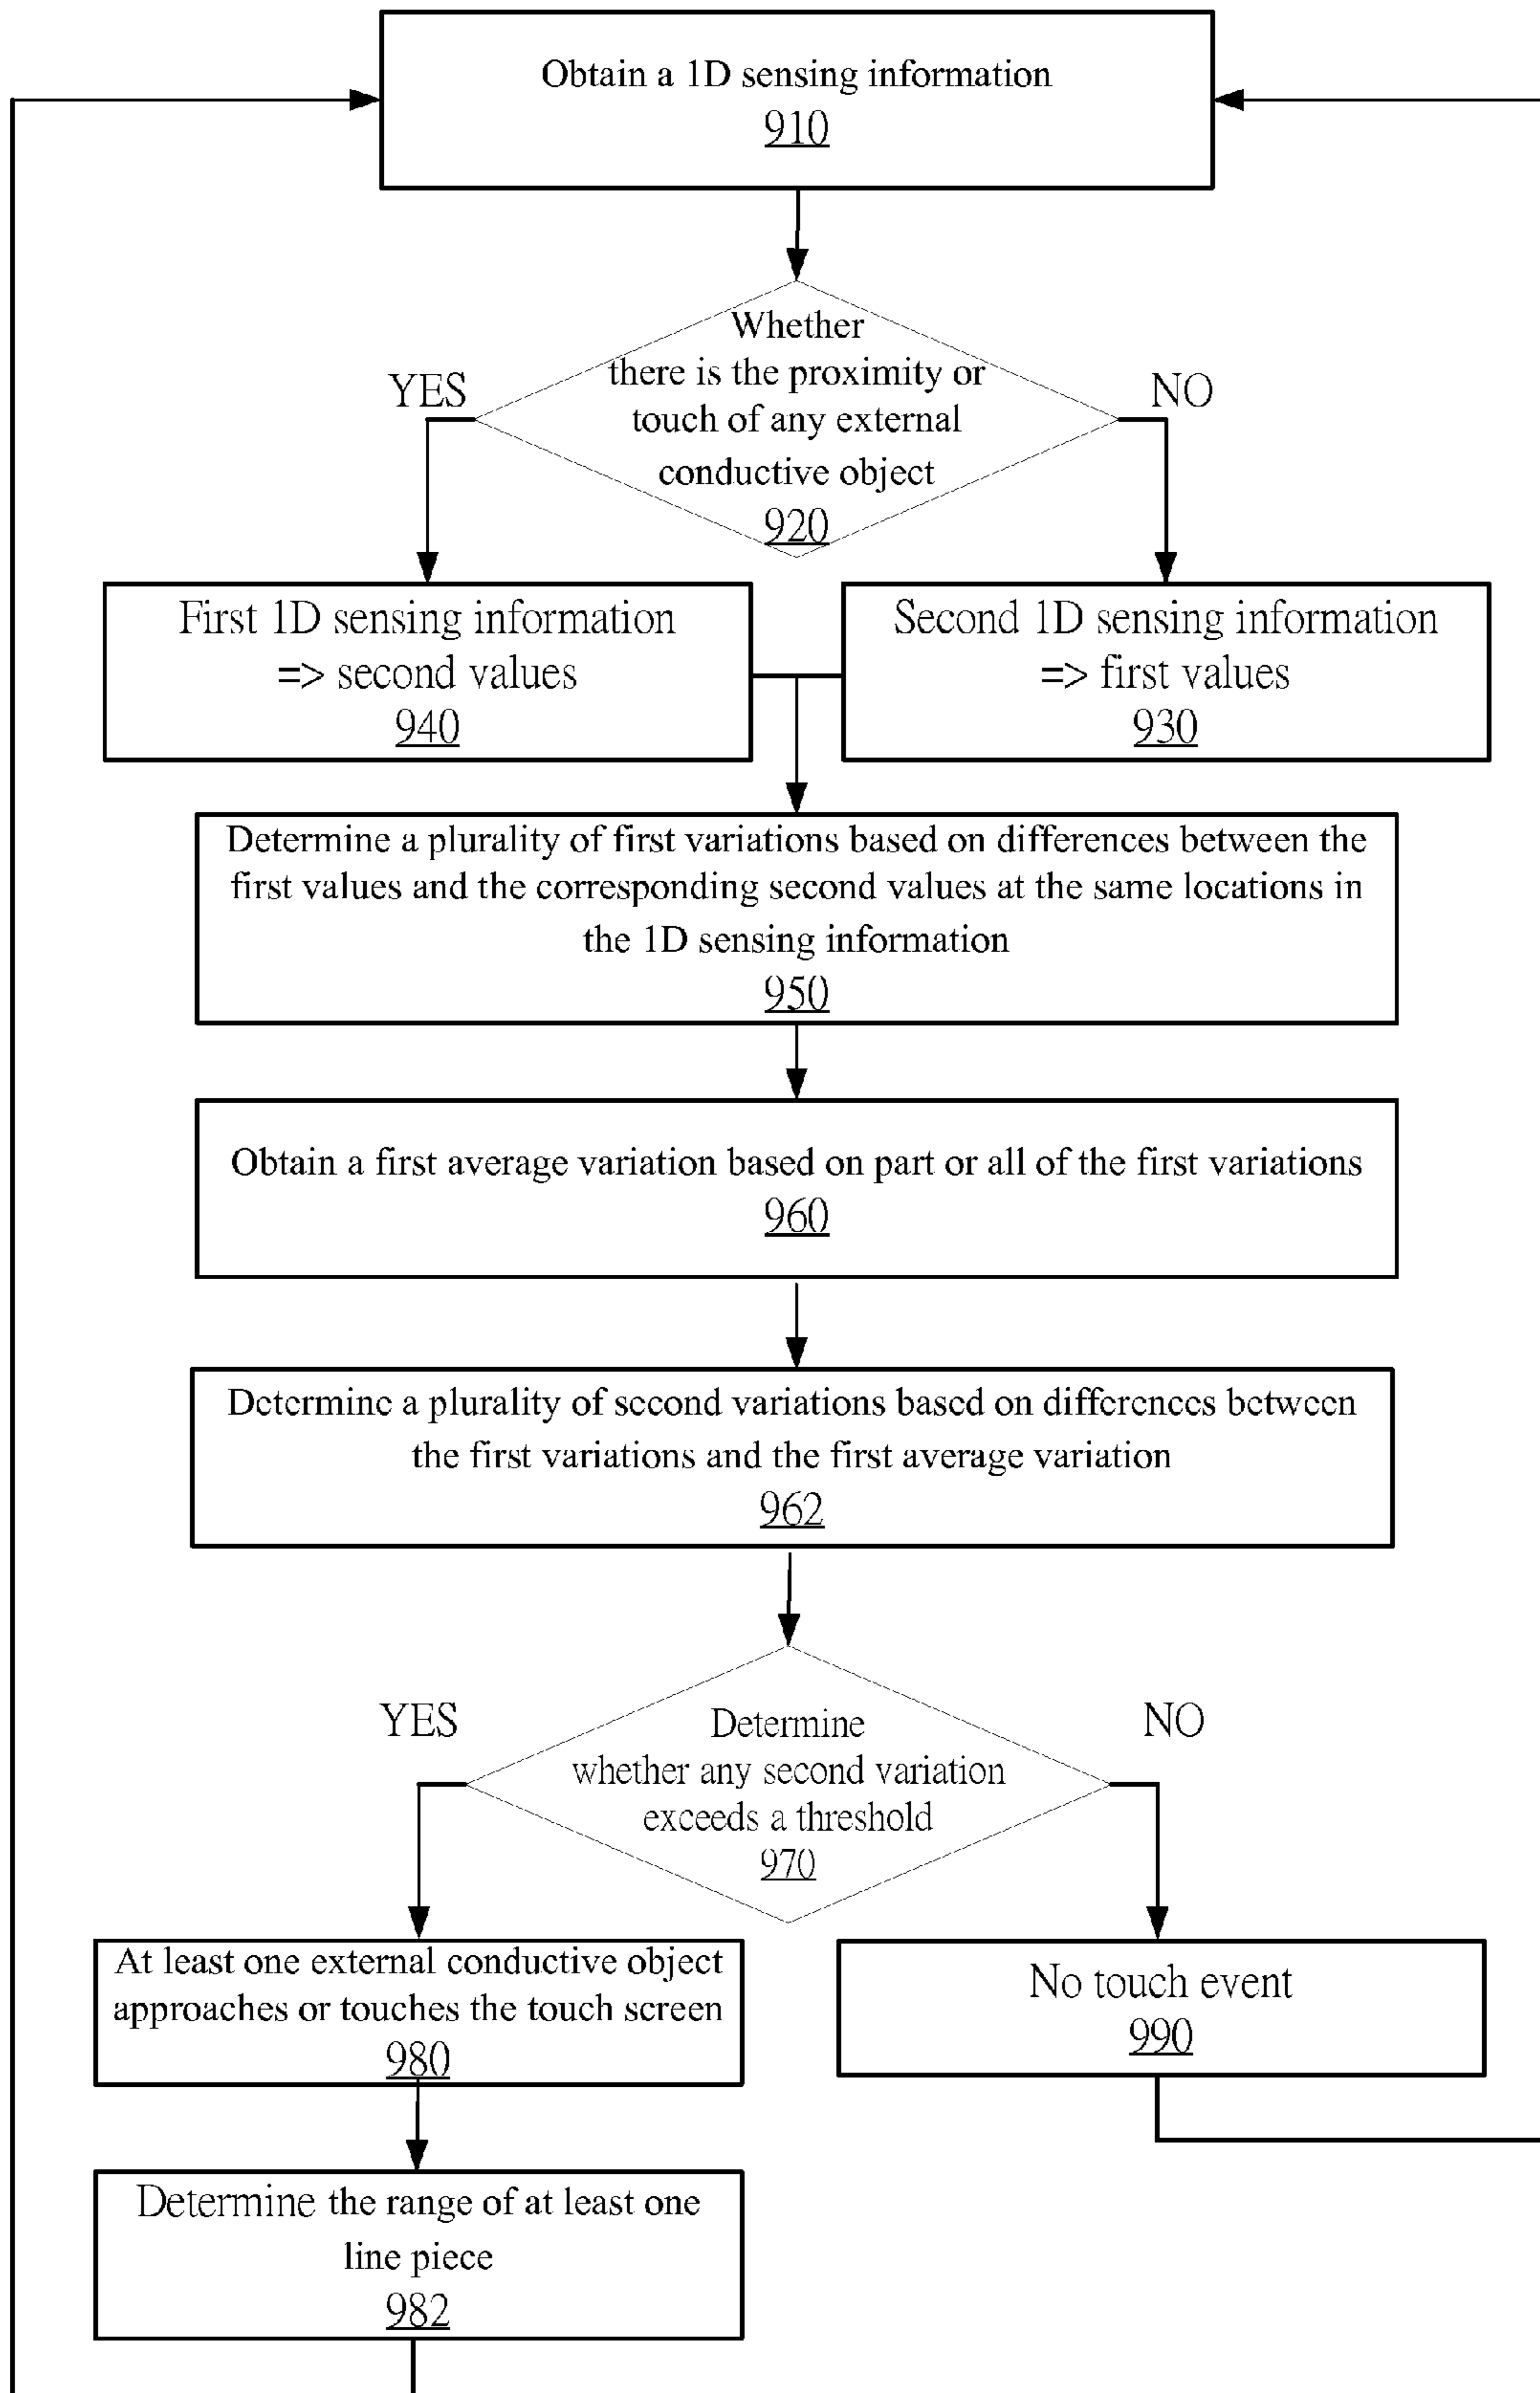 Obtain a 1D sensing information
910
Whether
there is the proximity or
touch of any external
conductive object
920
YES
NO
First 1D sensing information
=> second values
940
Second 1D sensing information
=> first values
930
Determine a plurality of first variations based on differences between the
first values and the corresponding second values at the same locations in
the 1D sensing information
950
Obtain a first average variation based on part or all of the first variations
960
Determine a plurality of second variations based on differences between
the first variations and the first average variation
962
YES
NO
Determine
whether any second variation
exceeds a threshold
970
At least one external conductive object
approaches or touches the touch screen
980
No touch event
990
Determine the range of at least one
line piece
982